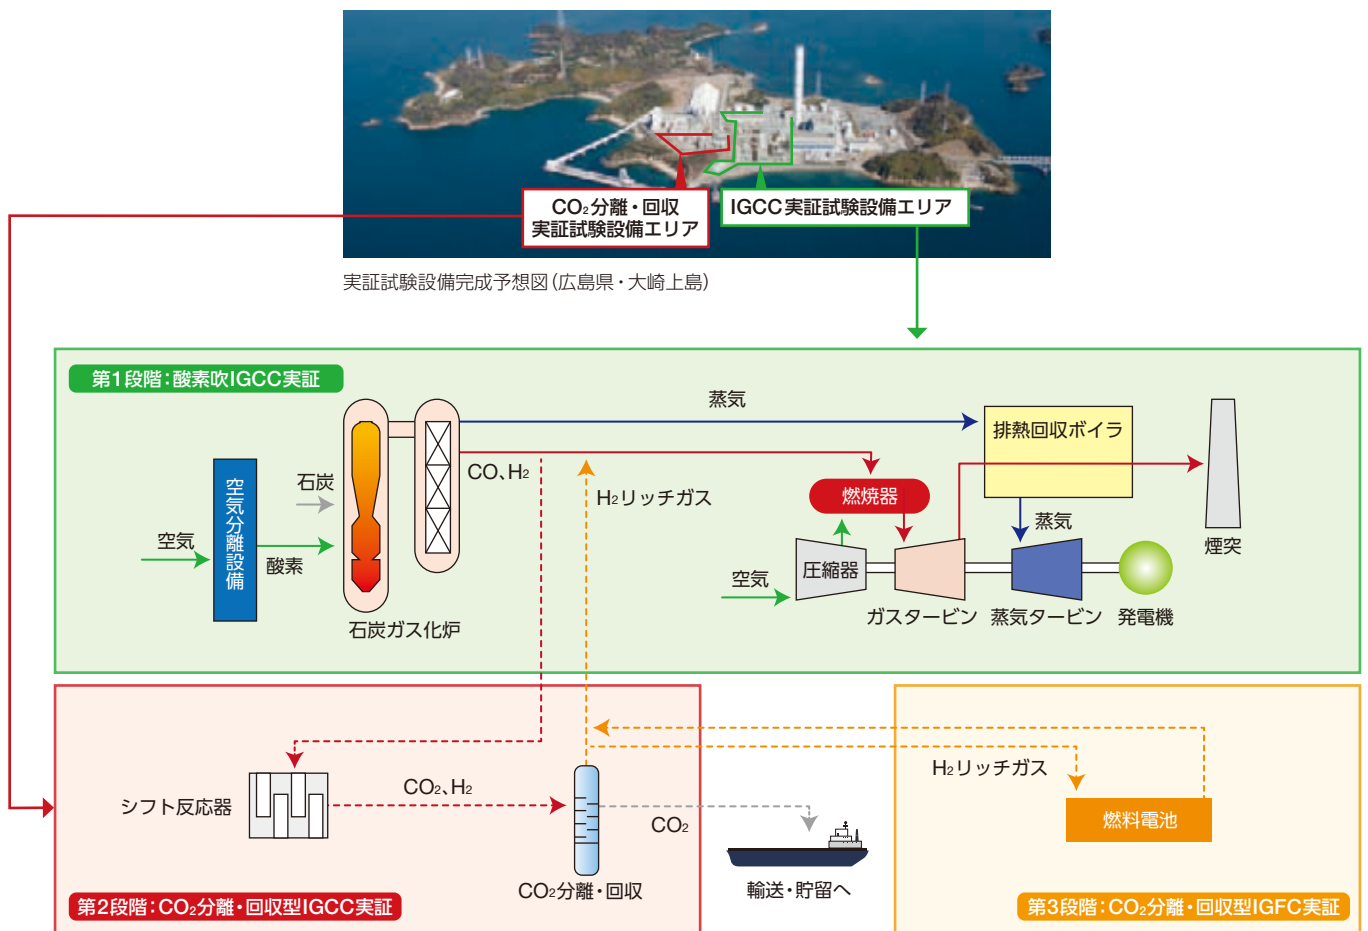 CO₂分離・回収
実証試験設備エリア
IGCC実証試験設備エリア
実証試験設備完成予想図(広島県・大崎上島)
第1段階:酸素吹IGCC実証
蒸気
排熱回収ボイラ
CO、H₂
石炭
H₂リッチガス
燃焼器
空気分離設備
空気
酸素
蒸気
煙突
空気
圧縮器
石炭ガス化炉
ガスタービン
蒸気タービン
発電機
シフト反応器
CO₂、H₂
CO₂
H₂リッチガス
燃料電池
CO₂分離・回収
輸送・貯留へ
第2段階:CO₂分離・回収型IGCC実証
第3段階:CO₂分離・回収型IGFC実証